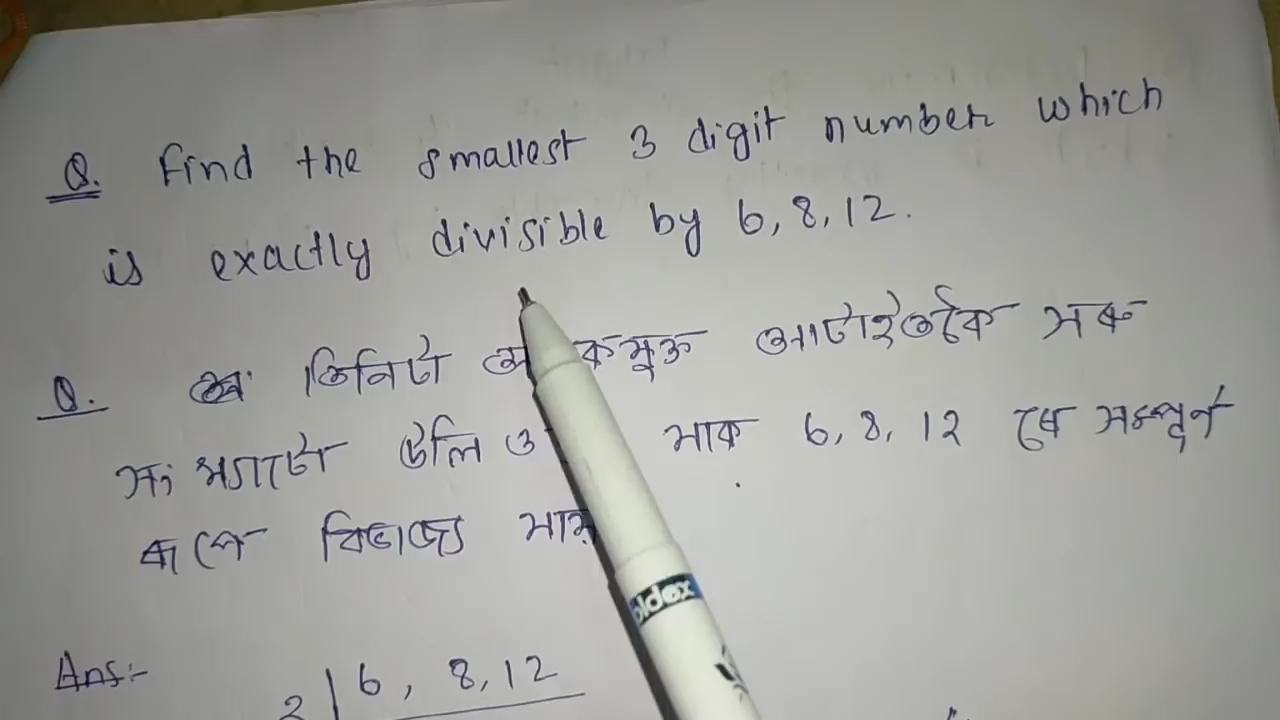 Q. Find the smallest 3 digit number which
is exactly divisible by 6, 8, 12.
Q. তিনিটা আটাইতকৈ সৰু
উলি 6, 8, 12 ৰে সম্পূৰ্ণ
ৰূপে বিভাজ্য
Ans:-
2 | 6, 8, 12
oldex